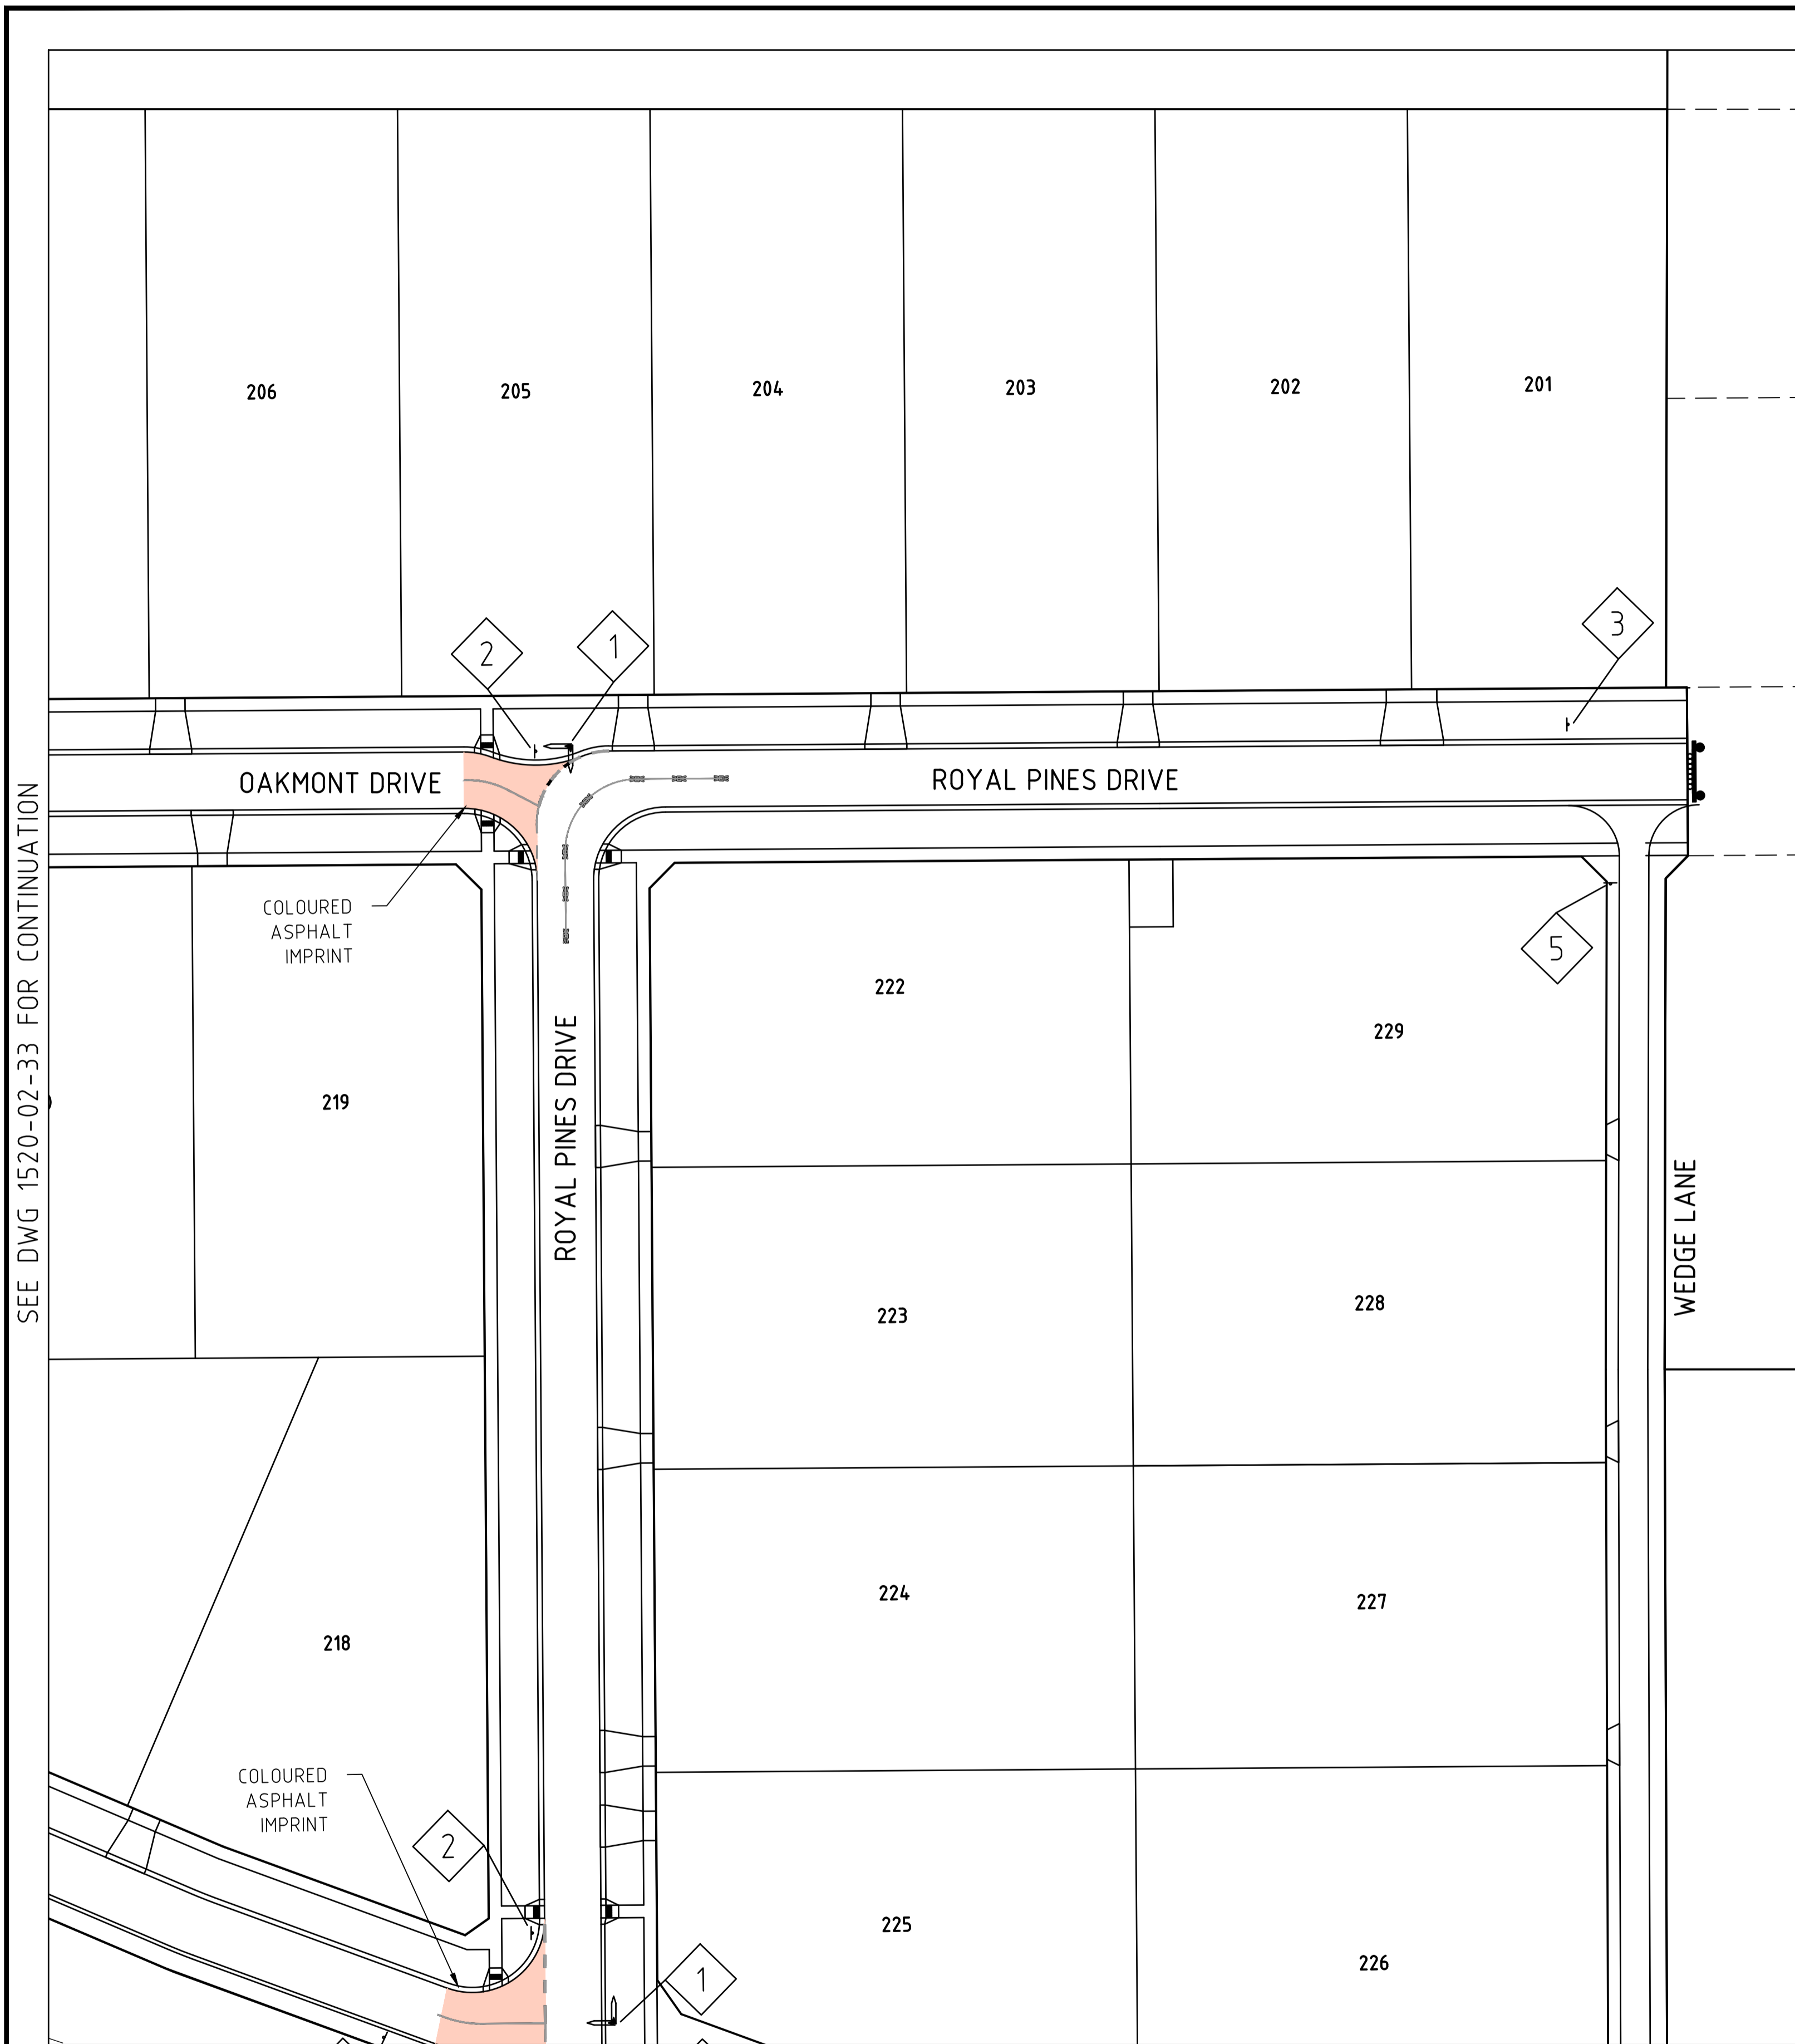 206
205
204
203
202
201
2
1
3
OAKMONT DRIVE
ROYAL PINES DRIVE
COLOURED
ASPHALT
IMPRINT
5
222
229
SEE DWG 1520-02-33 FOR CONTINUATION
219
ROYAL PINES DRIVE
WEDGE LANE
223
228
224
227
218
COLOURED
ASPHALT
IMPRINT
2
225
226
1